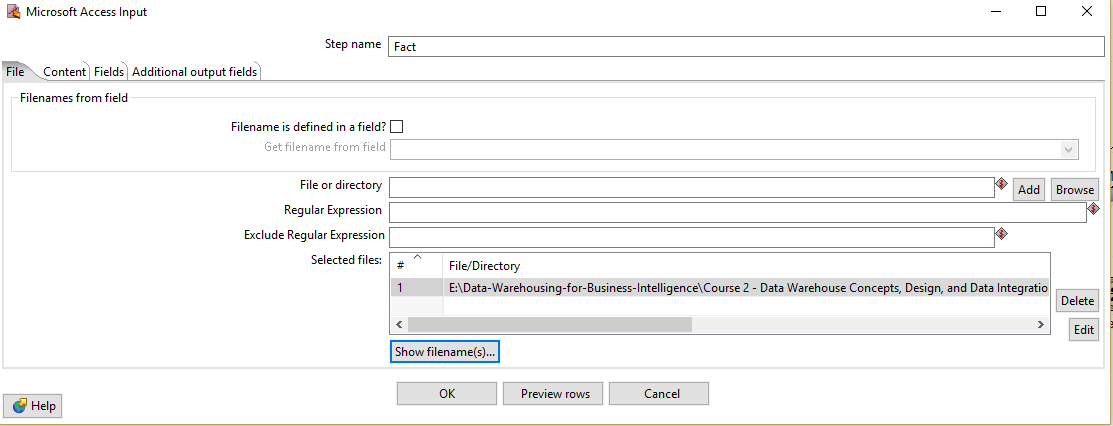 Microsoft Access Input
Step name Fact
File Content Fields Additional output fields
Filenames from field
Filename is defined in a field?
Get filename from field
File or directory Add Browse
Regular Expression
Exclude Regular Expression
Selected files: # File/Directory
1 E:\Data-Warehousing-for-Business-Intelligence\Course 2 - Data Warehouse Concepts, Design, and Data Integratio
Delete
Edit
Show filename(s)...
OK Preview rows Cancel
Help